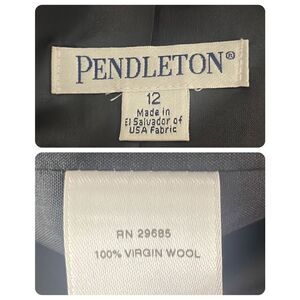 PENDLETON®
12
Made in
El Salvador of
USA Fabric
RN 29685
100% VIRGIN WOOL